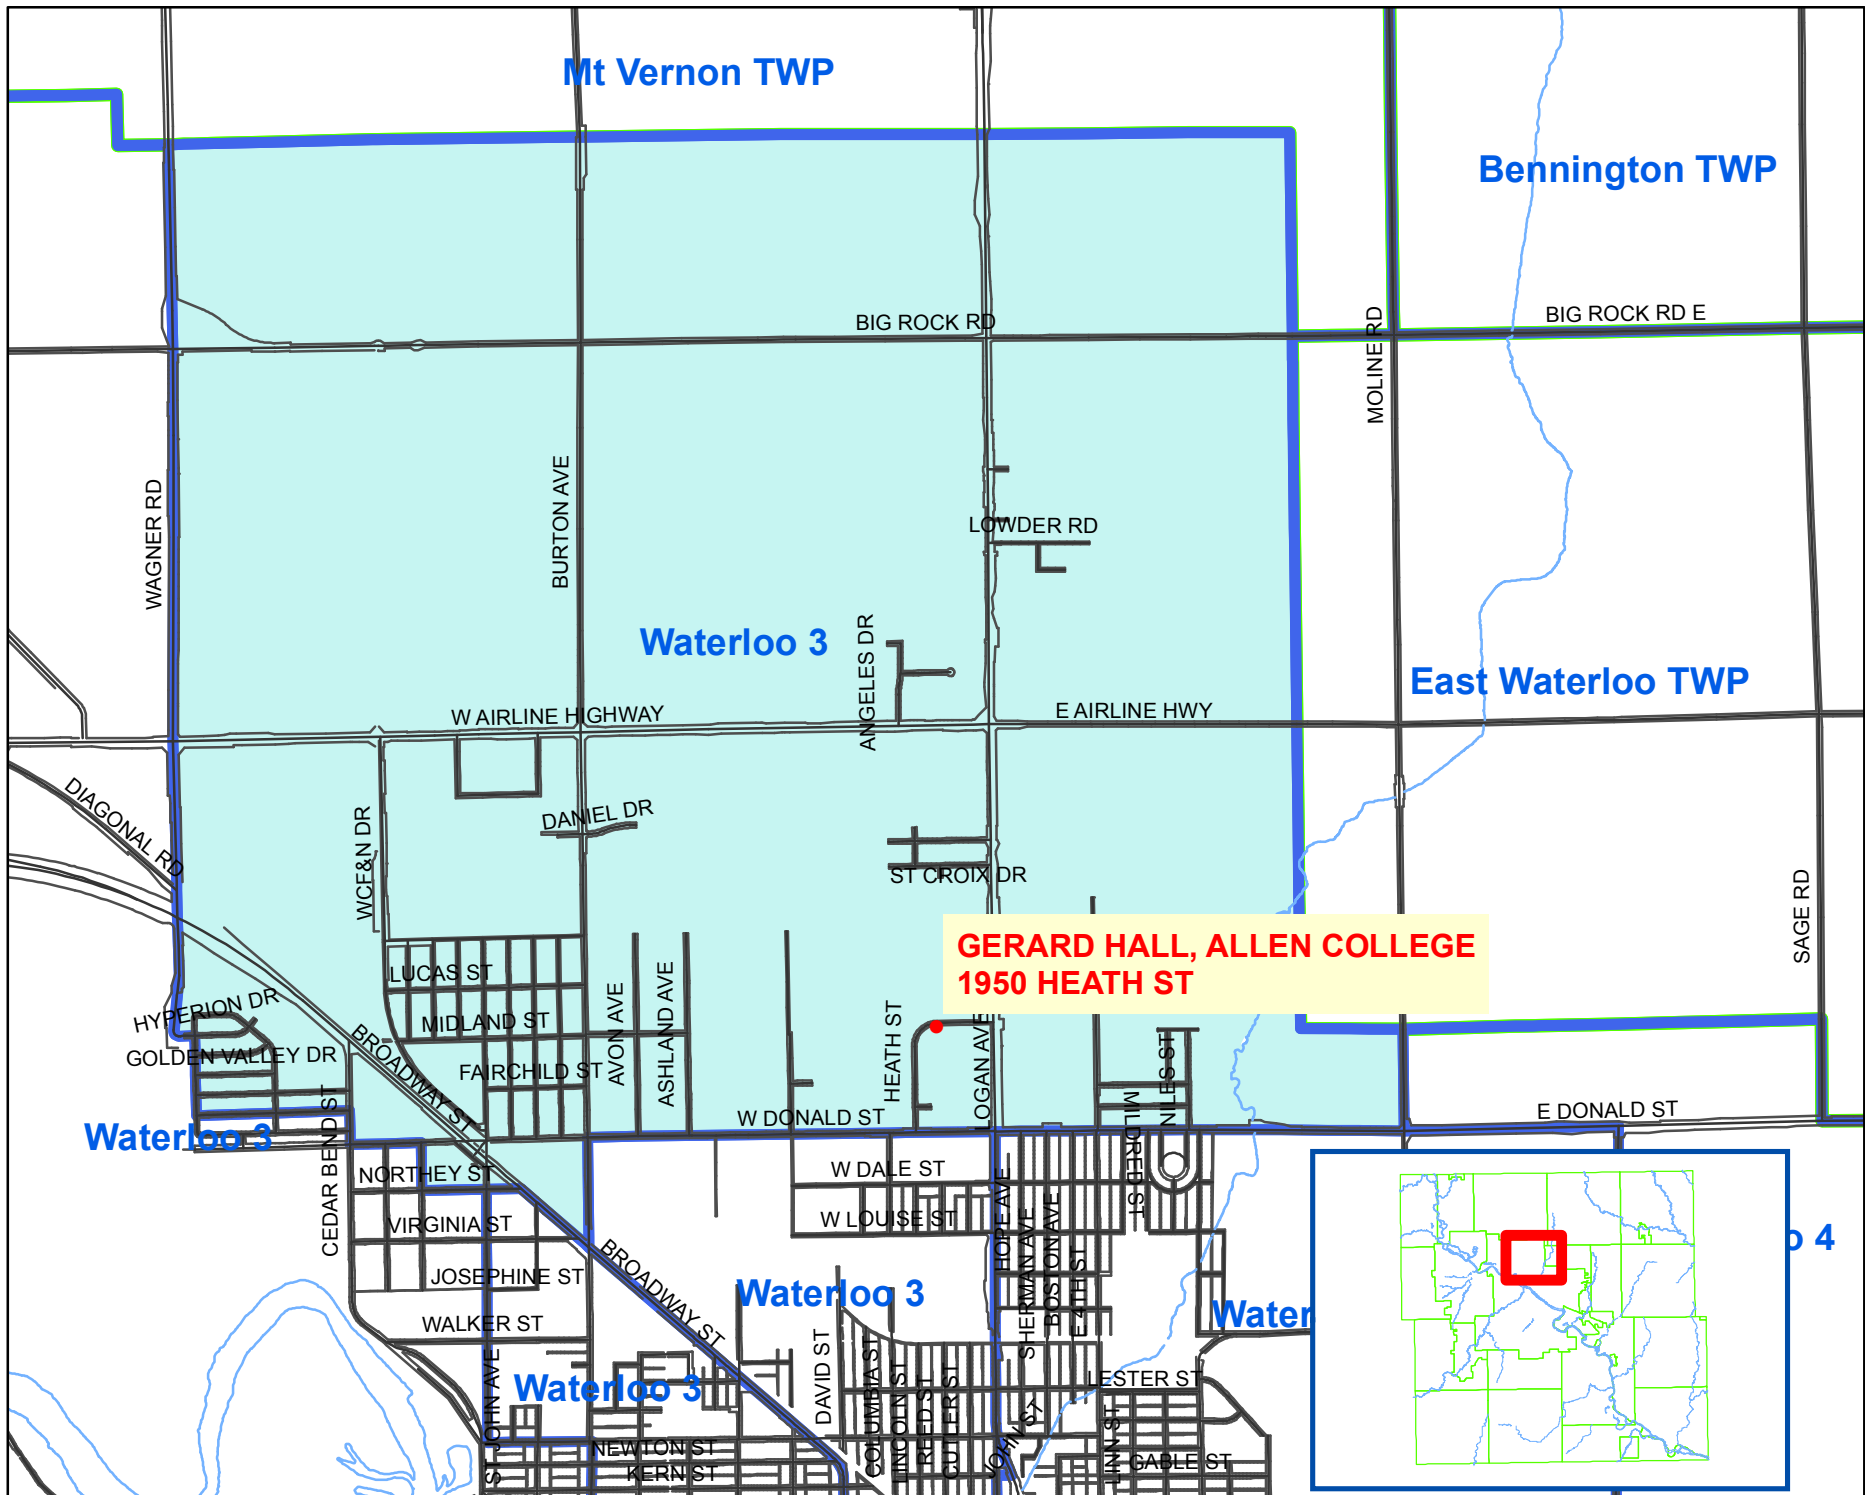 Mt Vernon TWP
Bennington TWP
BIG ROCK RD
BIG ROCK RD E
MOLINE RD
WAGNER RD
BURTON AVE
LOWDER RD
Waterloo 3
ANGELES DR
East Waterloo TWP
W AIRLINE HIGHWAY
E AIRLINE HWY
DIAGONAL RD
WCF&N DR
DANIEL DR
ST CROIX DR
SAGE RD
GERARD HALL, ALLEN COLLEGE
1950 HEATH ST
LUCAS ST
HYPERION DR
MIDLAND ST
AVON AVE
ASHLAND AVE
HEATH ST
LOGAN AVE
GOLDEN VALLEY DR
BROADWAY ST
FAIRCHILD ST
NILES ST
MILDRED ST
W DONALD ST
E DONALD ST
Waterloo 3
CEDAR BEND ST
NORTHEY ST
W DALE ST
VIRGINIA ST
W LOUISE ST
HOPE AVE
SHERMAN AVE
BOSTON AVE
E 4TH ST
o 4
JOSEPHINE ST
BROADWAY ST
Waterloo 3
Water
WALKER ST
DAVID ST
COLUMBIA ST
LINCOLN ST
REED ST
CUTLER ST
ST JOHN AVE
Waterloo 3
LESTER ST
JOHN ST
LINN ST
NEWTON ST
GABLE ST
KERN ST